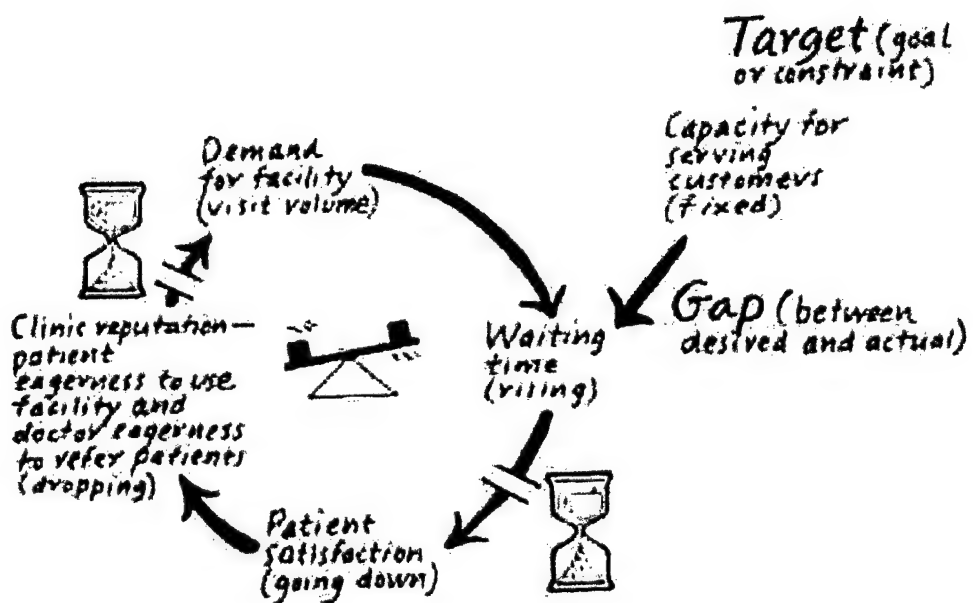 Target (goal
or constraint)
Capacity for
serving
customers
(fixed)
Demand
for facility
(visit volume)
Gap (between
desired and actual)
Waiting
time
(rising)
Clinic reputation—
patient
eagerness to use
facility and
doctor eagerness
to refer patients
(dropping)
Patient
satisfaction
(going down)